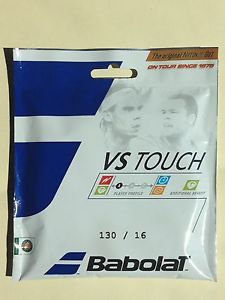 The original Natural Gut
ON TOUR SINCE 1875
VS TOUCH
PLAYER PROFILE
ADDITIONAL BENEFIT
130 / 16
BabolaT